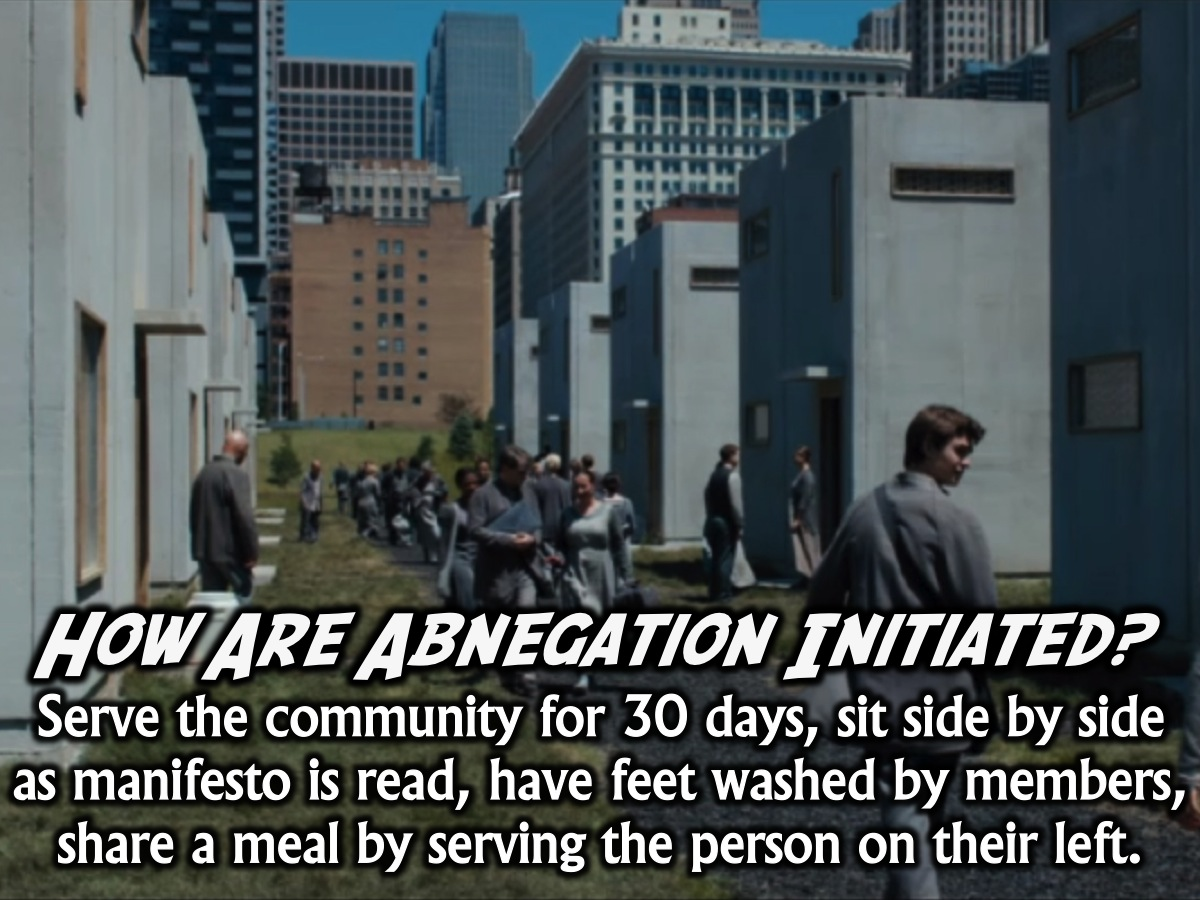 How Are Abnegation Initiated?
Serve the community for 30 days, sit side by side
as manifesto is read, have feet washed by members,
share a meal by serving the person on their left.